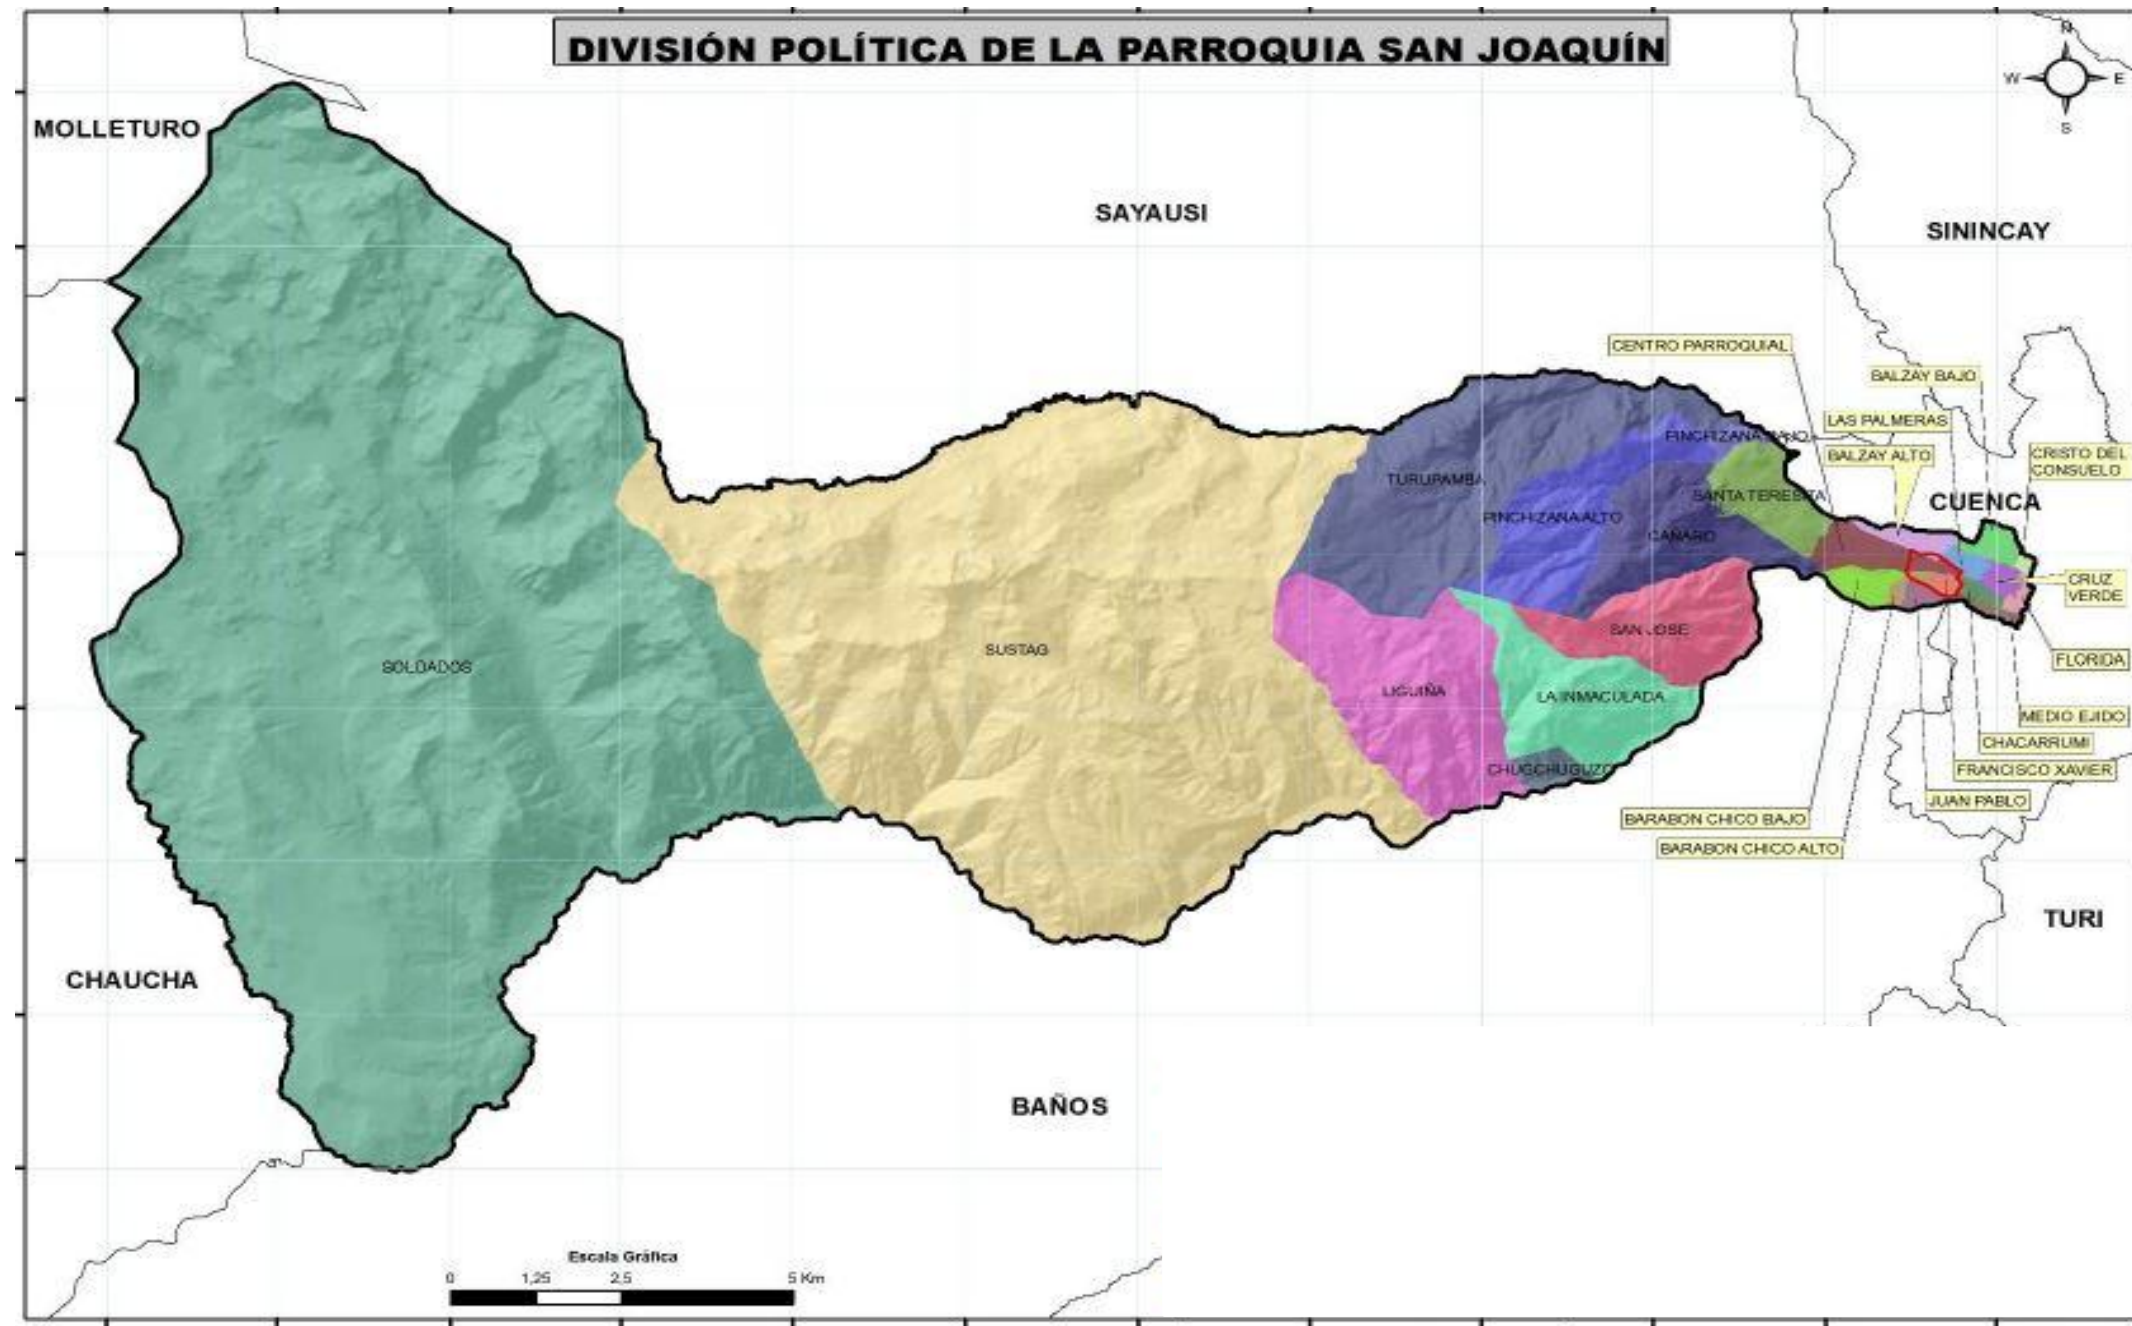 DIVISIÓN POLÍTICA DE LA PARROQUIA SAN JOAQUÍN
N
W
E
S
MOLLETURO
SAYAUSI
SININCAY
CENTRO PARROQUIAL
BALZAY BAJO
LAS PALMERAS
PINCHIZANA BAJO
BALZAY ALTO
CRISTO DEL
CONSUELO
TURUPAMBA
SANTA TERESITA
CUENCA
PINCHIZANA ALTO
CAÑARO
CRUZ
VERDE
SAN JOSE
SUSTAG
FLORIDA
SOLDADOS
LIGUIÑA
LA INMACULADA
MEDIO EJIDO
CHACARRUMI
CHUGCHUGUZO
FRANCISCO XAVIER
JUAN PABLO
BARABON CHICO BAJO
BARABON CHICO ALTO
TURI
CHAUCHA
BAÑOS
Escala Gráfica
0 1,25 2,5 5 Km